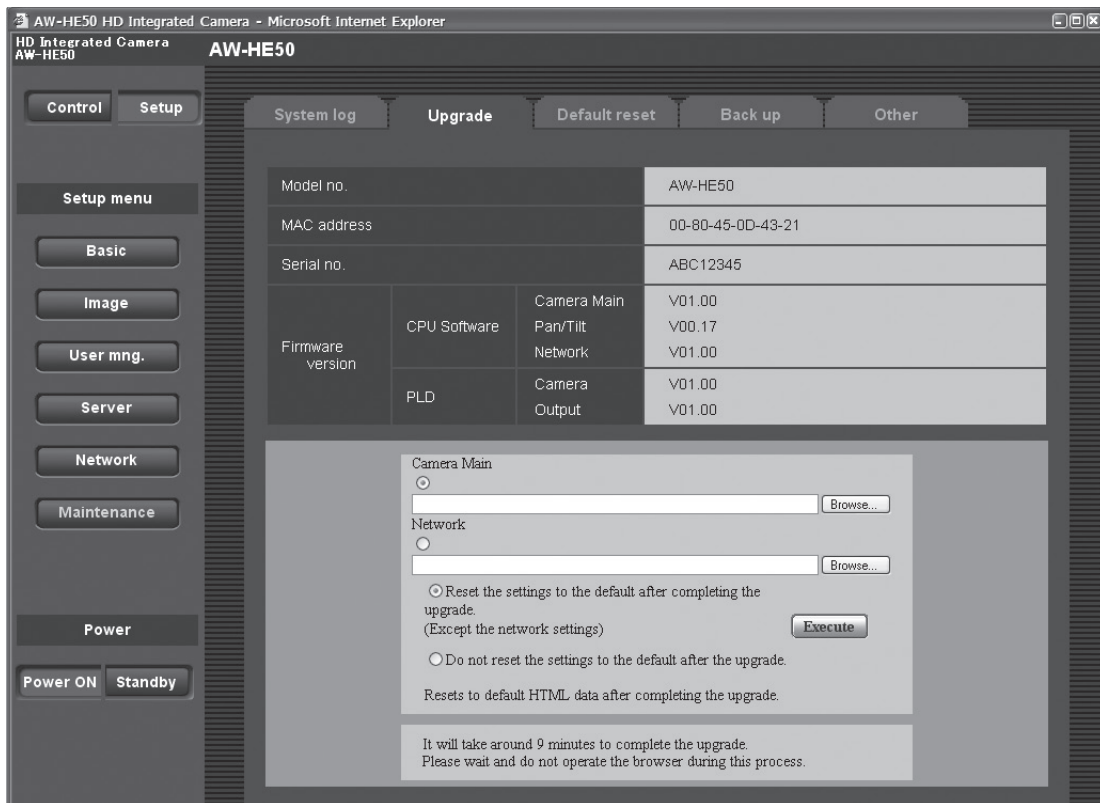 AW-HE50 HD Integrated Camera - Microsoft Internet Explorer
HD Integrated Camera
AW-HE50
AW-HE50
Control
Setup
Setup menu
Basic
Image
User mng.
Server
Network
Maintenance
Power
Power ON
Standby
System log
Upgrade
Default reset
Back up
Other
Model no.
AW-HE50
MAC address
00-80-45-0D-43-21
Serial no.
ABC12345
Firmware
version
CPU Software
Camera Main
V01.00
Pan/Tilt
V00.17
Network
V01.00
PLD
Camera
V01.00
Output
V01.00
Camera Main
Browse...
Network
Browse...
Reset the settings to the default after completing the
upgrade.
(Except the network settings)
Execute
Do not reset the settings to the default after the upgrade.
Resets to default HTML data after completing the upgrade.
It will take around 9 minutes to complete the upgrade.
Please wait and do not operate the browser during this process.